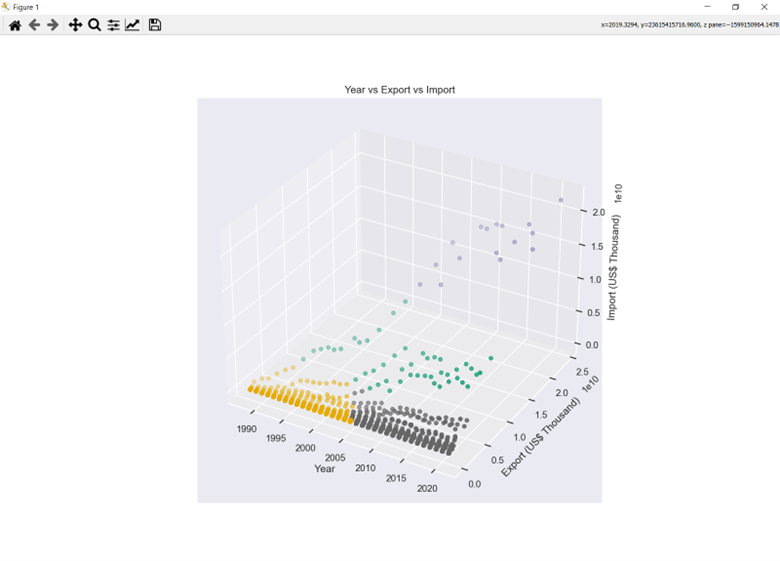 Figure 1
x=2019.3294, y=23615415716.9600, z pane=−1599150964.1478
Year vs Export vs Import
1e10
2.0
1.5
1.0
0.5
0.0
Import (US$ Thousand)
2.5
1e10
2.0
1.5
1.0
0.5
0.0
Export (US$ Thousand)
1990
1995
2000
2005
2010
2015
2020
Year